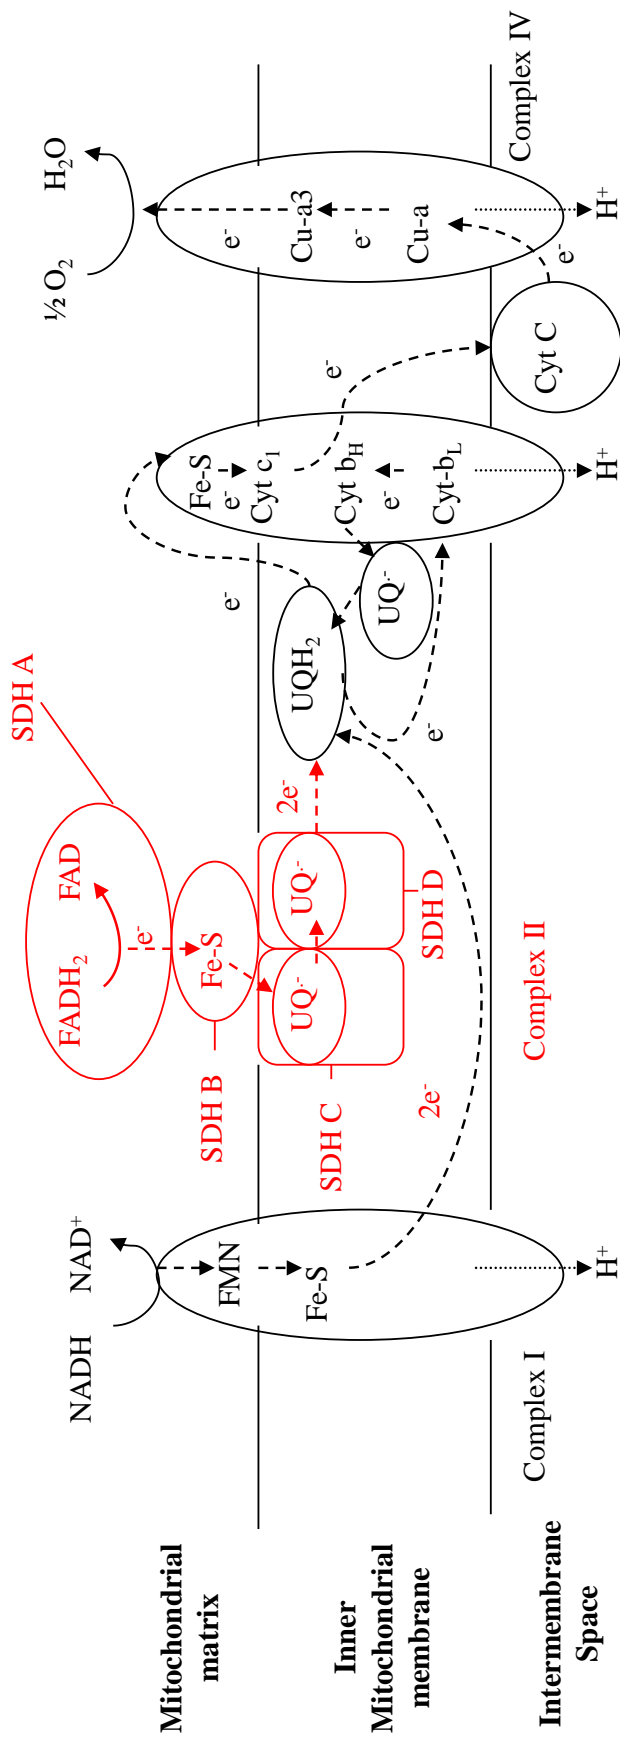 Mitochondrial
matrix
Inner
Mitochondrial
membrane
Intermembrane
Space
NADH
NAD⁺
FMN
Fe-S
H⁺
Complex I
2e⁻
SDH A
FADH₂
FAD
e⁻
SDH B
Fe-S
SDH C
UQ·⁻
UQ·⁻
SDH D
2e⁻
Complex II
UQH₂
UQ·⁻
e⁻
e⁻
Fe-S
e⁻
Cyt c₁
Cyt b_H
e⁻
Cyt-b_L
H⁺
e⁻
Cyt C
e⁻
½ O₂
H₂O
e⁻
Cu-a3
e⁻
Cu-a
H⁺
Complex IV